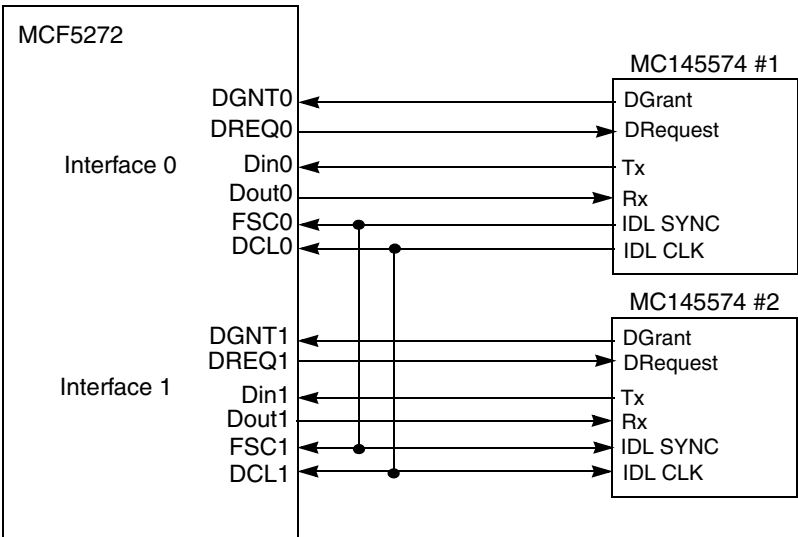 MCF5272
MC145574 #1
DGNT0
DGrant
DREQ0
DRequest
Interface 0
Din0
Tx
Dout0
Rx
FSC0
IDL SYNC
DCL0
IDL CLK
MC145574 #2
DGNT1
DGrant
DREQ1
DRequest
Interface 1
Din1
Tx
Dout1
Rx
FSC1
IDL SYNC
DCL1
IDL CLK